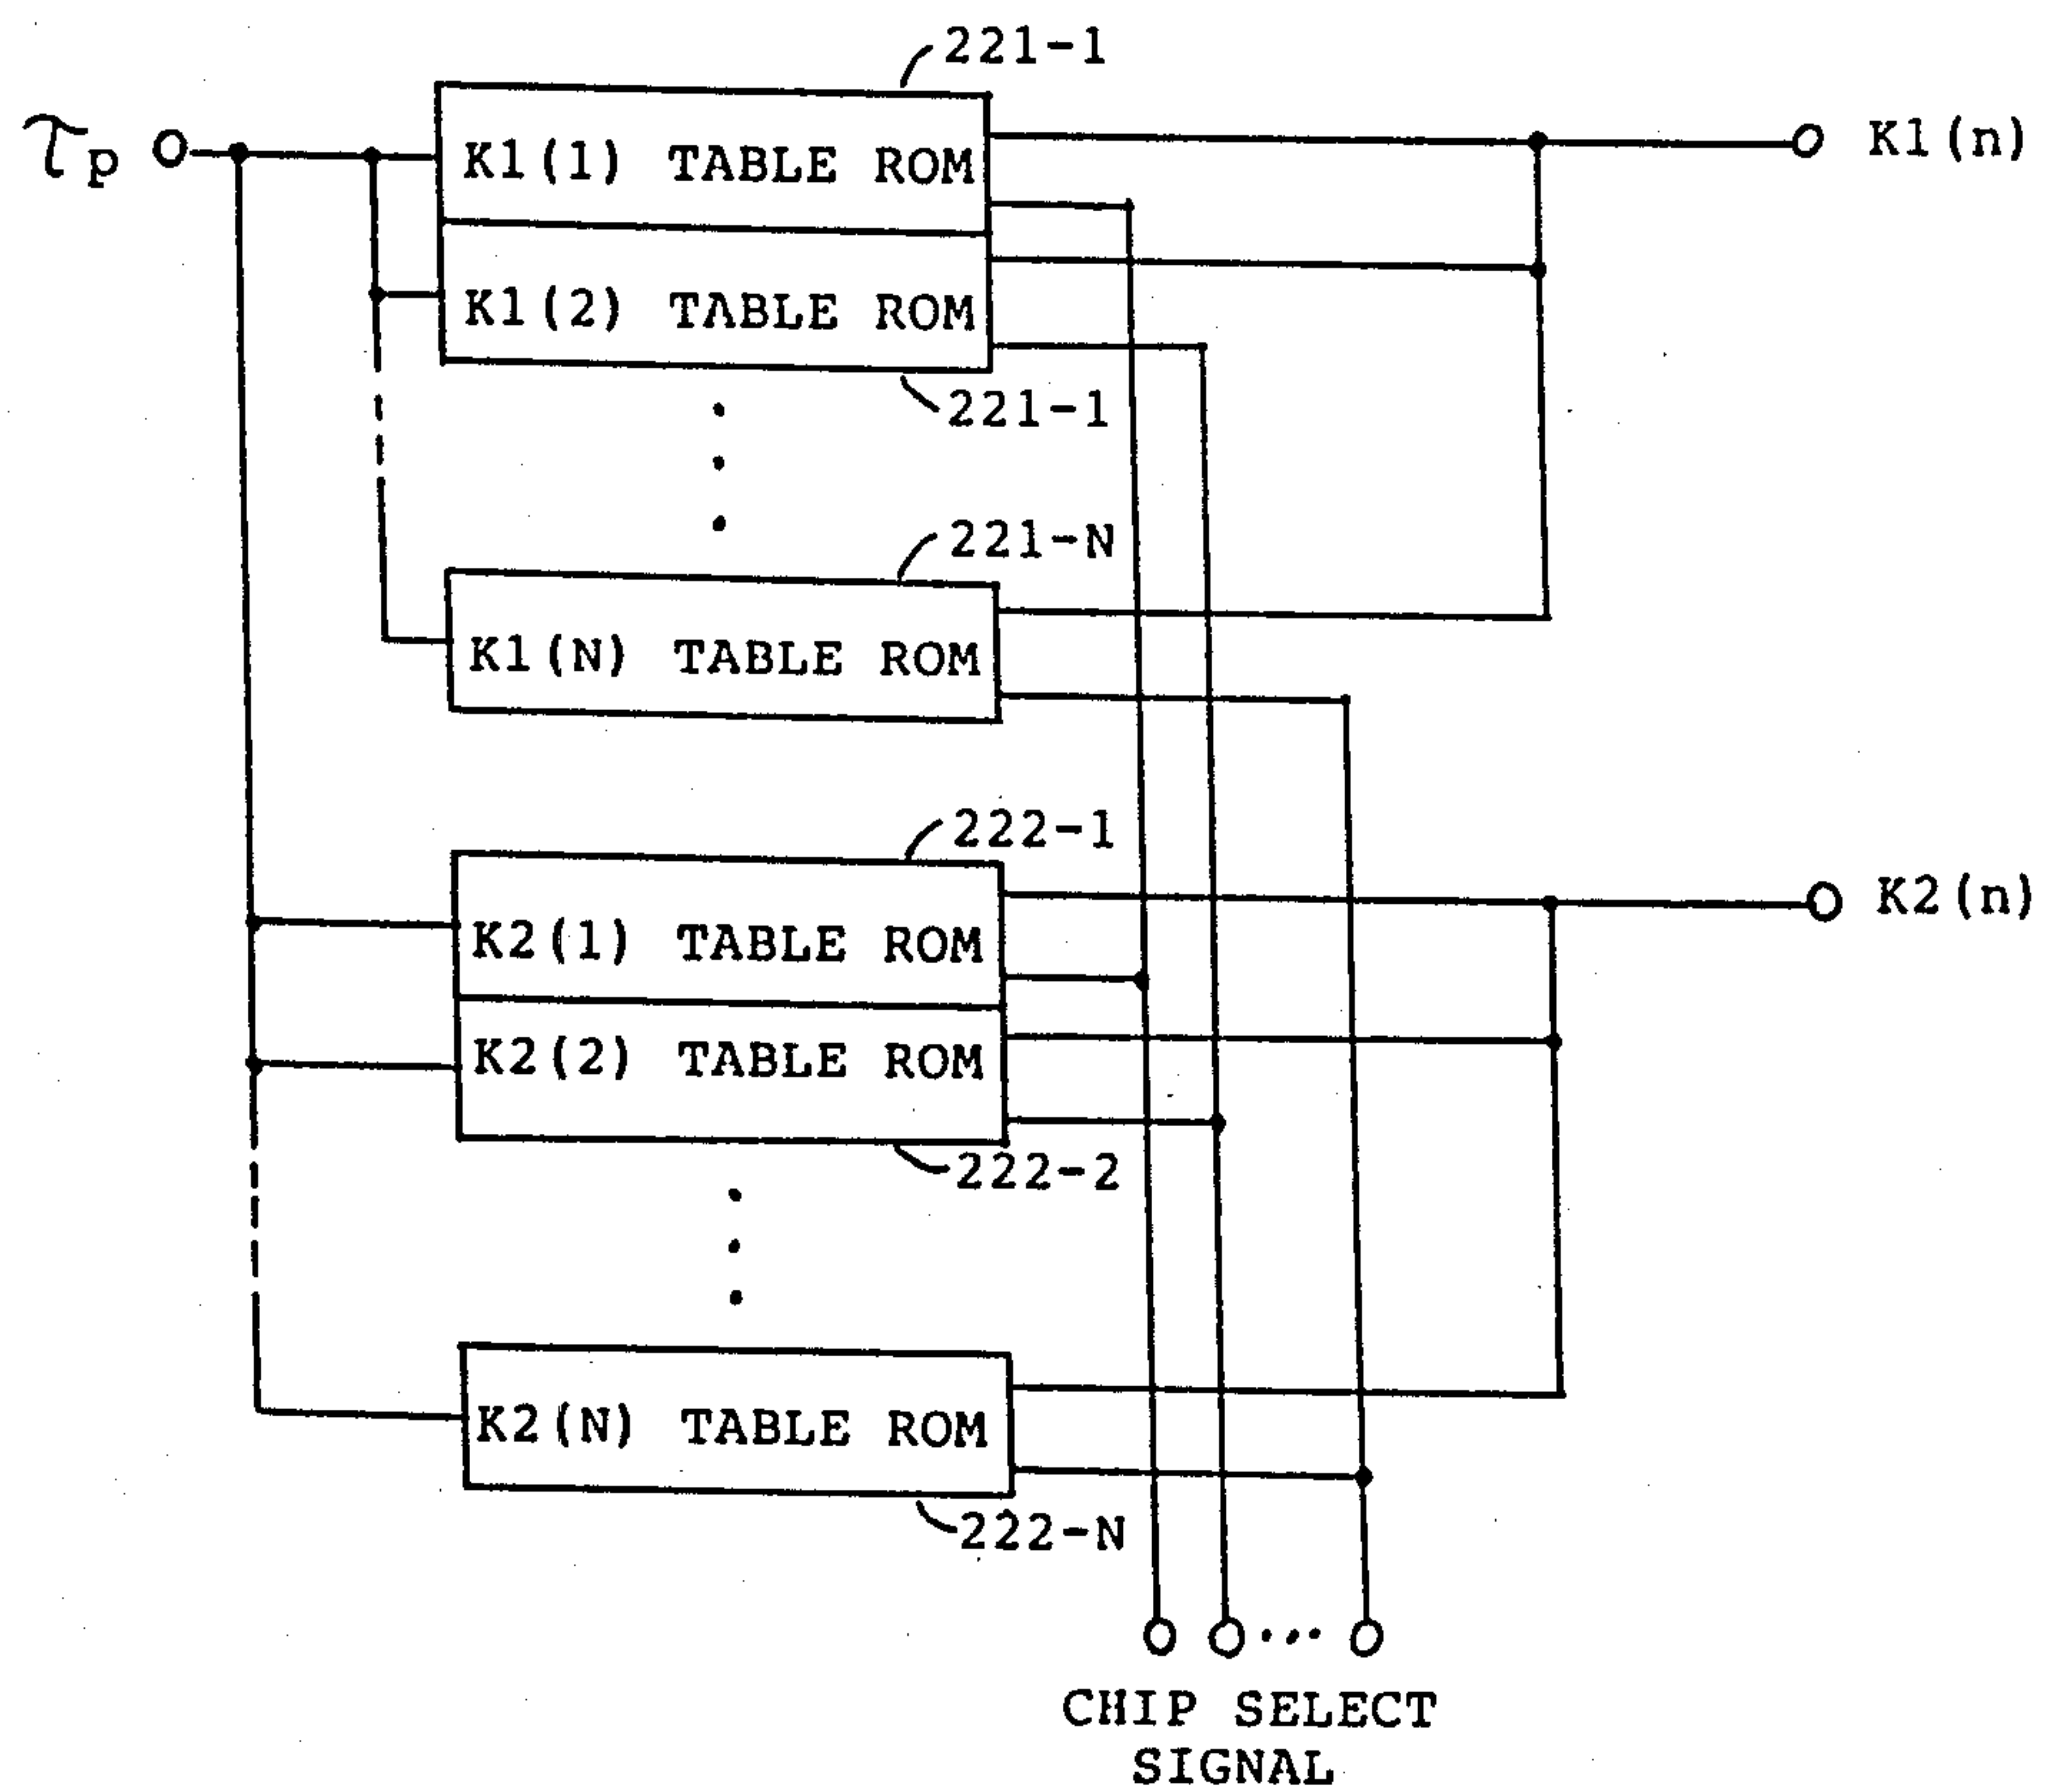 221-1
τp
K1(1) TABLE ROM
K1(n)
K1(2) TABLE ROM
221-1
221-N
K1(N) TABLE ROM
222-1
K2(n)
K2(1) TABLE ROM
K2(2) TABLE ROM
222-2
K2(N) TABLE ROM
222-N
CHIP SELECT
SIGNAL